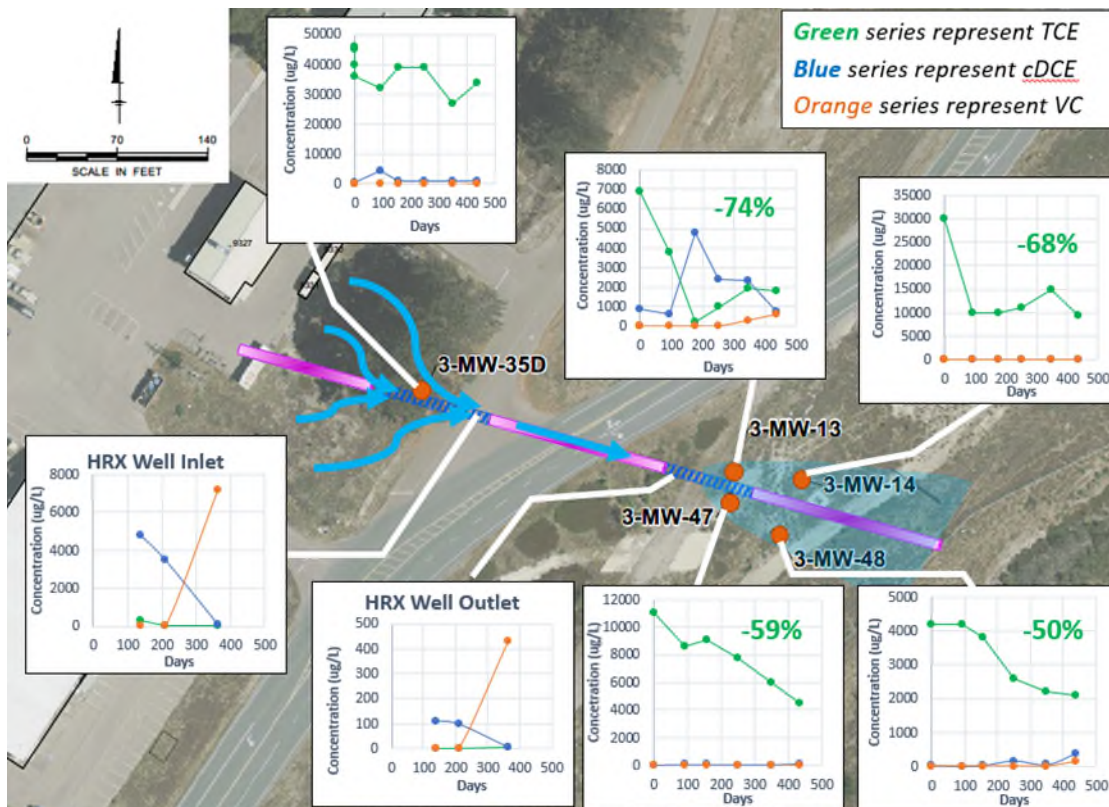 Green series represent TCE
Blue series represent cDCE
Orange series represent VC
0 70 140
SCALE IN FEET
Concentration (ug/L)
50000
40000
30000
20000
10000
0
0 100 200 300 400 500
Days
Concentration (ug/L)
8000
7000
6000
5000
4000
3000
2000
1000
0
-74%
0 100 200 300 400 500
Days
Concentration (ug/L)
35000
30000
25000
20000
15000
10000
5000
0
-68%
0 100 200 300 400 500
Days
9327
3-MW-35D
3-MW-13
3-MW-14
3-MW-47
3-MW-48
HRX Well Inlet
Concentration (ug/L)
8000
6000
4000
2000
0
0 100 200 300 400 500
Days
HRX Well Outlet
Concentration (ug/L)
500
400
300
200
100
0
0 100 200 300 400 500
Days
Concetration (ug/L)
12000
10000
8000
6000
4000
2000
0
-59%
0 100 200 300 400 500
Days
Concentration (ug/L)
5000
4000
3000
2000
1000
0
-50%
0 100 200 300 400 500
Days